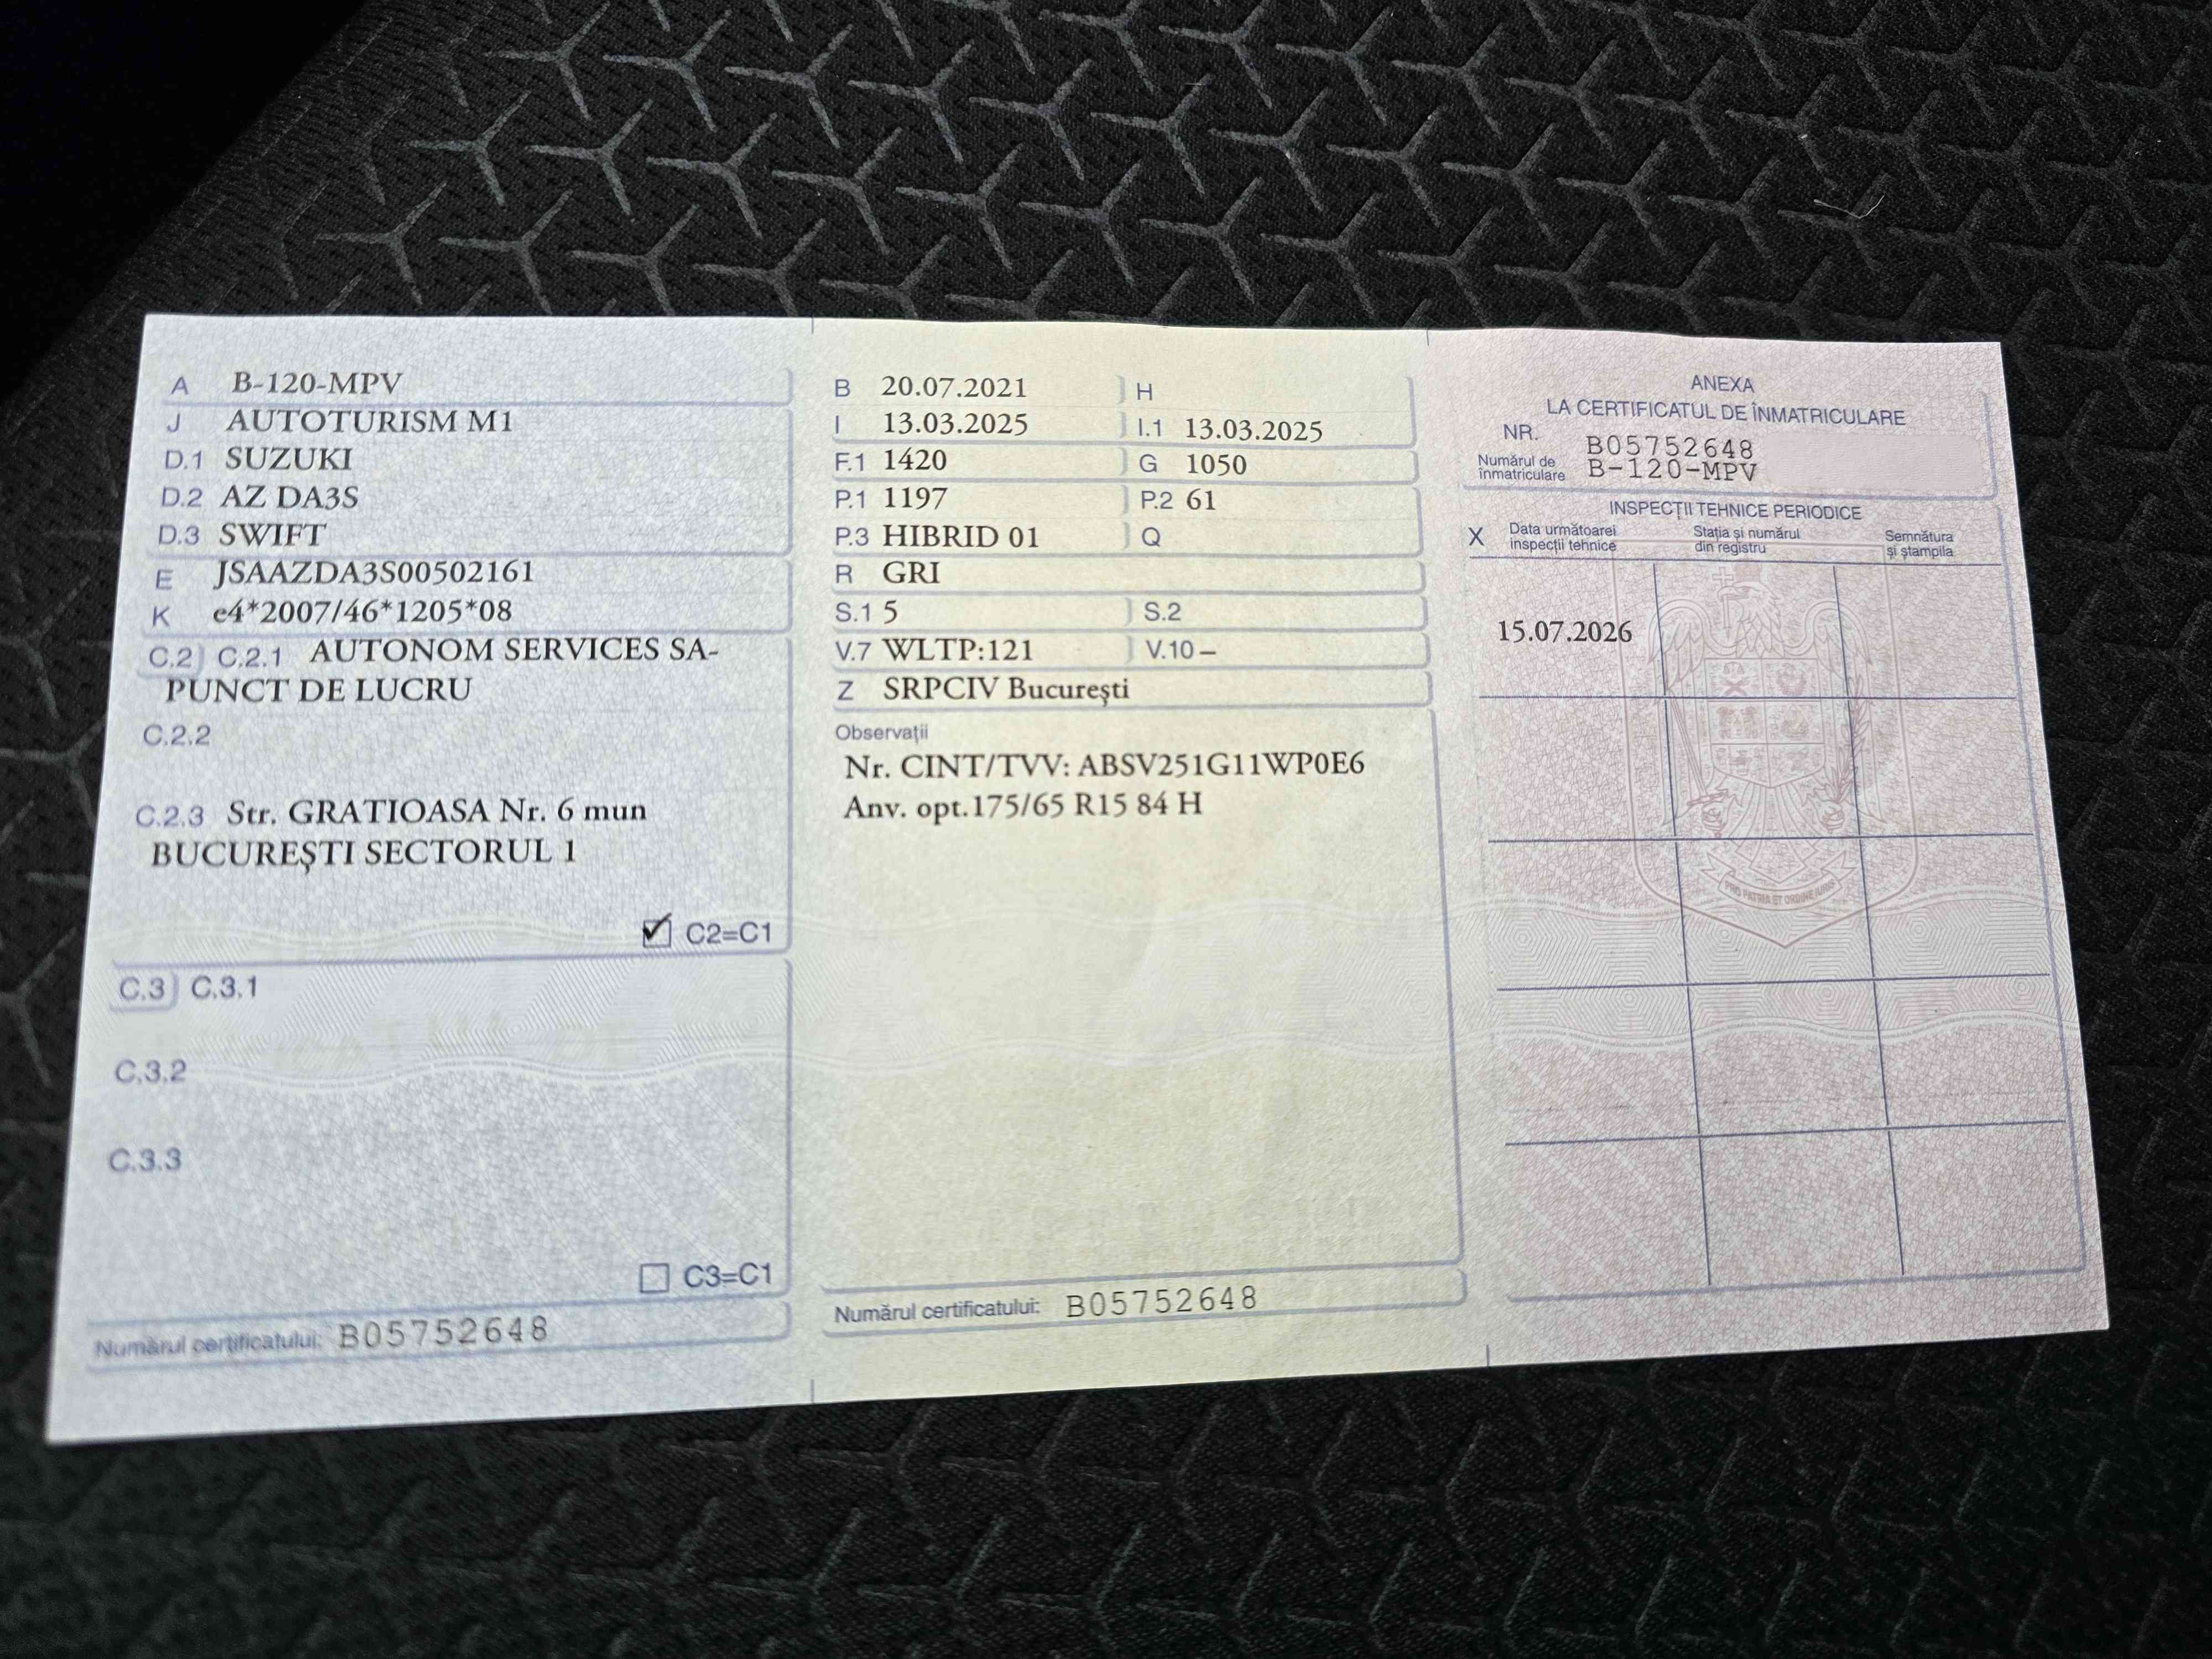 A B-120-MPV
J AUTOTURISM M1
D.1 SUZUKI
D.2 AZ DA3S
D.3 SWIFT
E JSAAZDA3S00502161
K e4*2007/46*1205*08
C.2 C.2.1 AUTONOM SERVICES SA-
PUNCT DE LUCRU
C.2.2
C.2.3 Str. GRATIOASA Nr. 6 mun
BUCUREŞTI SECTORUL 1
C2=C1
C.3 C.3.1
C.3.2
C.3.3
C3=C1
Numărul certificatului: B05752648
B 20.07.2021 H
I 13.03.2025 I.1 13.03.2025
F.1 1420 G 1050
P.1 1197 P.2 61
P.3 HIBRID 01 Q
R GRI
S.1 5 S.2
V.7 WLTP:121 V.10 –
Z SRPCIV Bucureşti
Observaţii
Nr. CINT/TVV: ABSV251G11WP0E6
Anv. opt.175/65 R15 84 H
Numărul certificatului: B05752648
ANEXA
LA CERTIFICATUL DE ÎNMATRICULARE
NR. B05752648
Numărul de înmatriculare B-120-MPV
INSPECŢII TEHNICE PERIODICE
X Data următoarei inspecţii tehnice Staţia şi numărul din registru Semnătura şi ştampila
15.07.2026
PRO PATRIA ET ORDINE JURIS